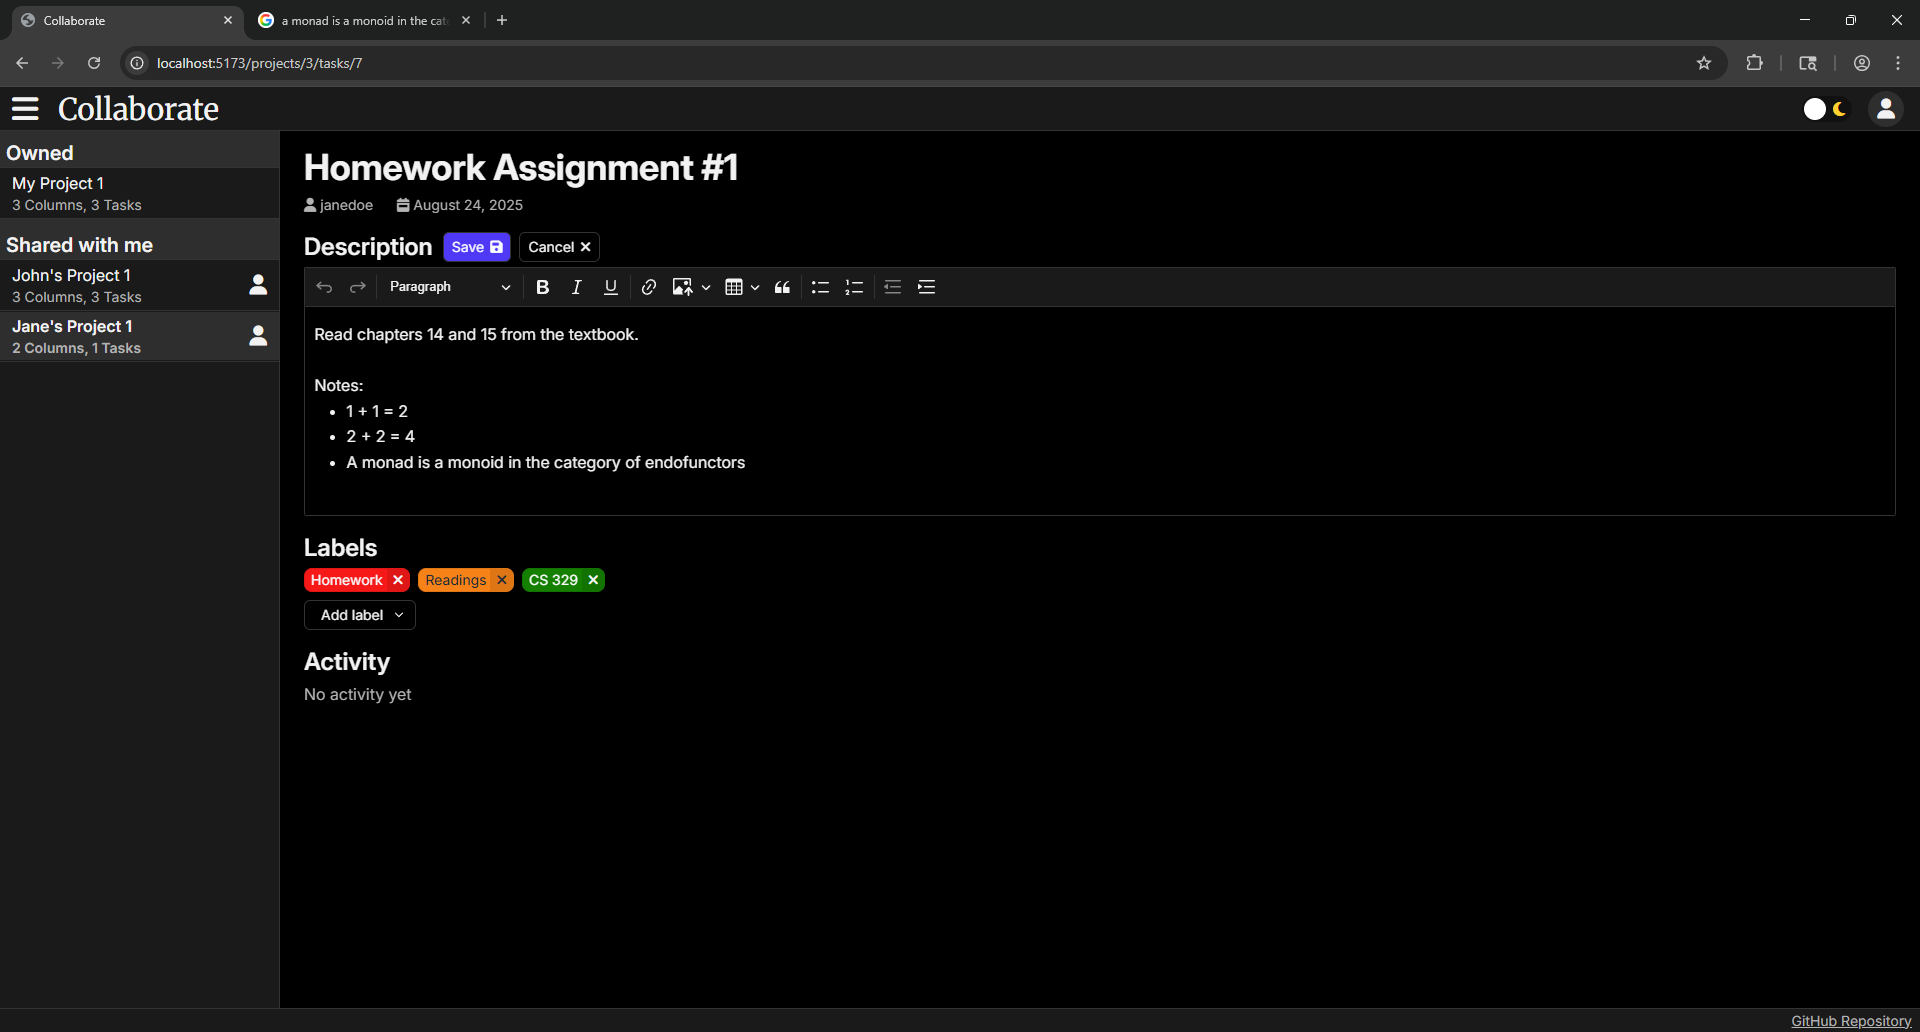 Collaborate
a monad is a monoid in the cat
localhost:5173/projects/3/tasks/7
Collaborate
Owned
My Project 1
3 Columns, 3 Tasks
Shared with me
John's Project 1
3 Columns, 3 Tasks
Jane's Project 1
2 Columns, 1 Tasks
Homework Assignment #1
janedoe August 24, 2025
Description Save Cancel
Paragraph B I U
Read chapters 14 and 15 from the textbook.
Notes:
• 1 + 1 = 2
• 2 + 2 = 4
• A monad is a monoid in the category of endofunctors
Labels
Homework Readings CS 329
Add label
Activity
No activity yet
GitHub Repository